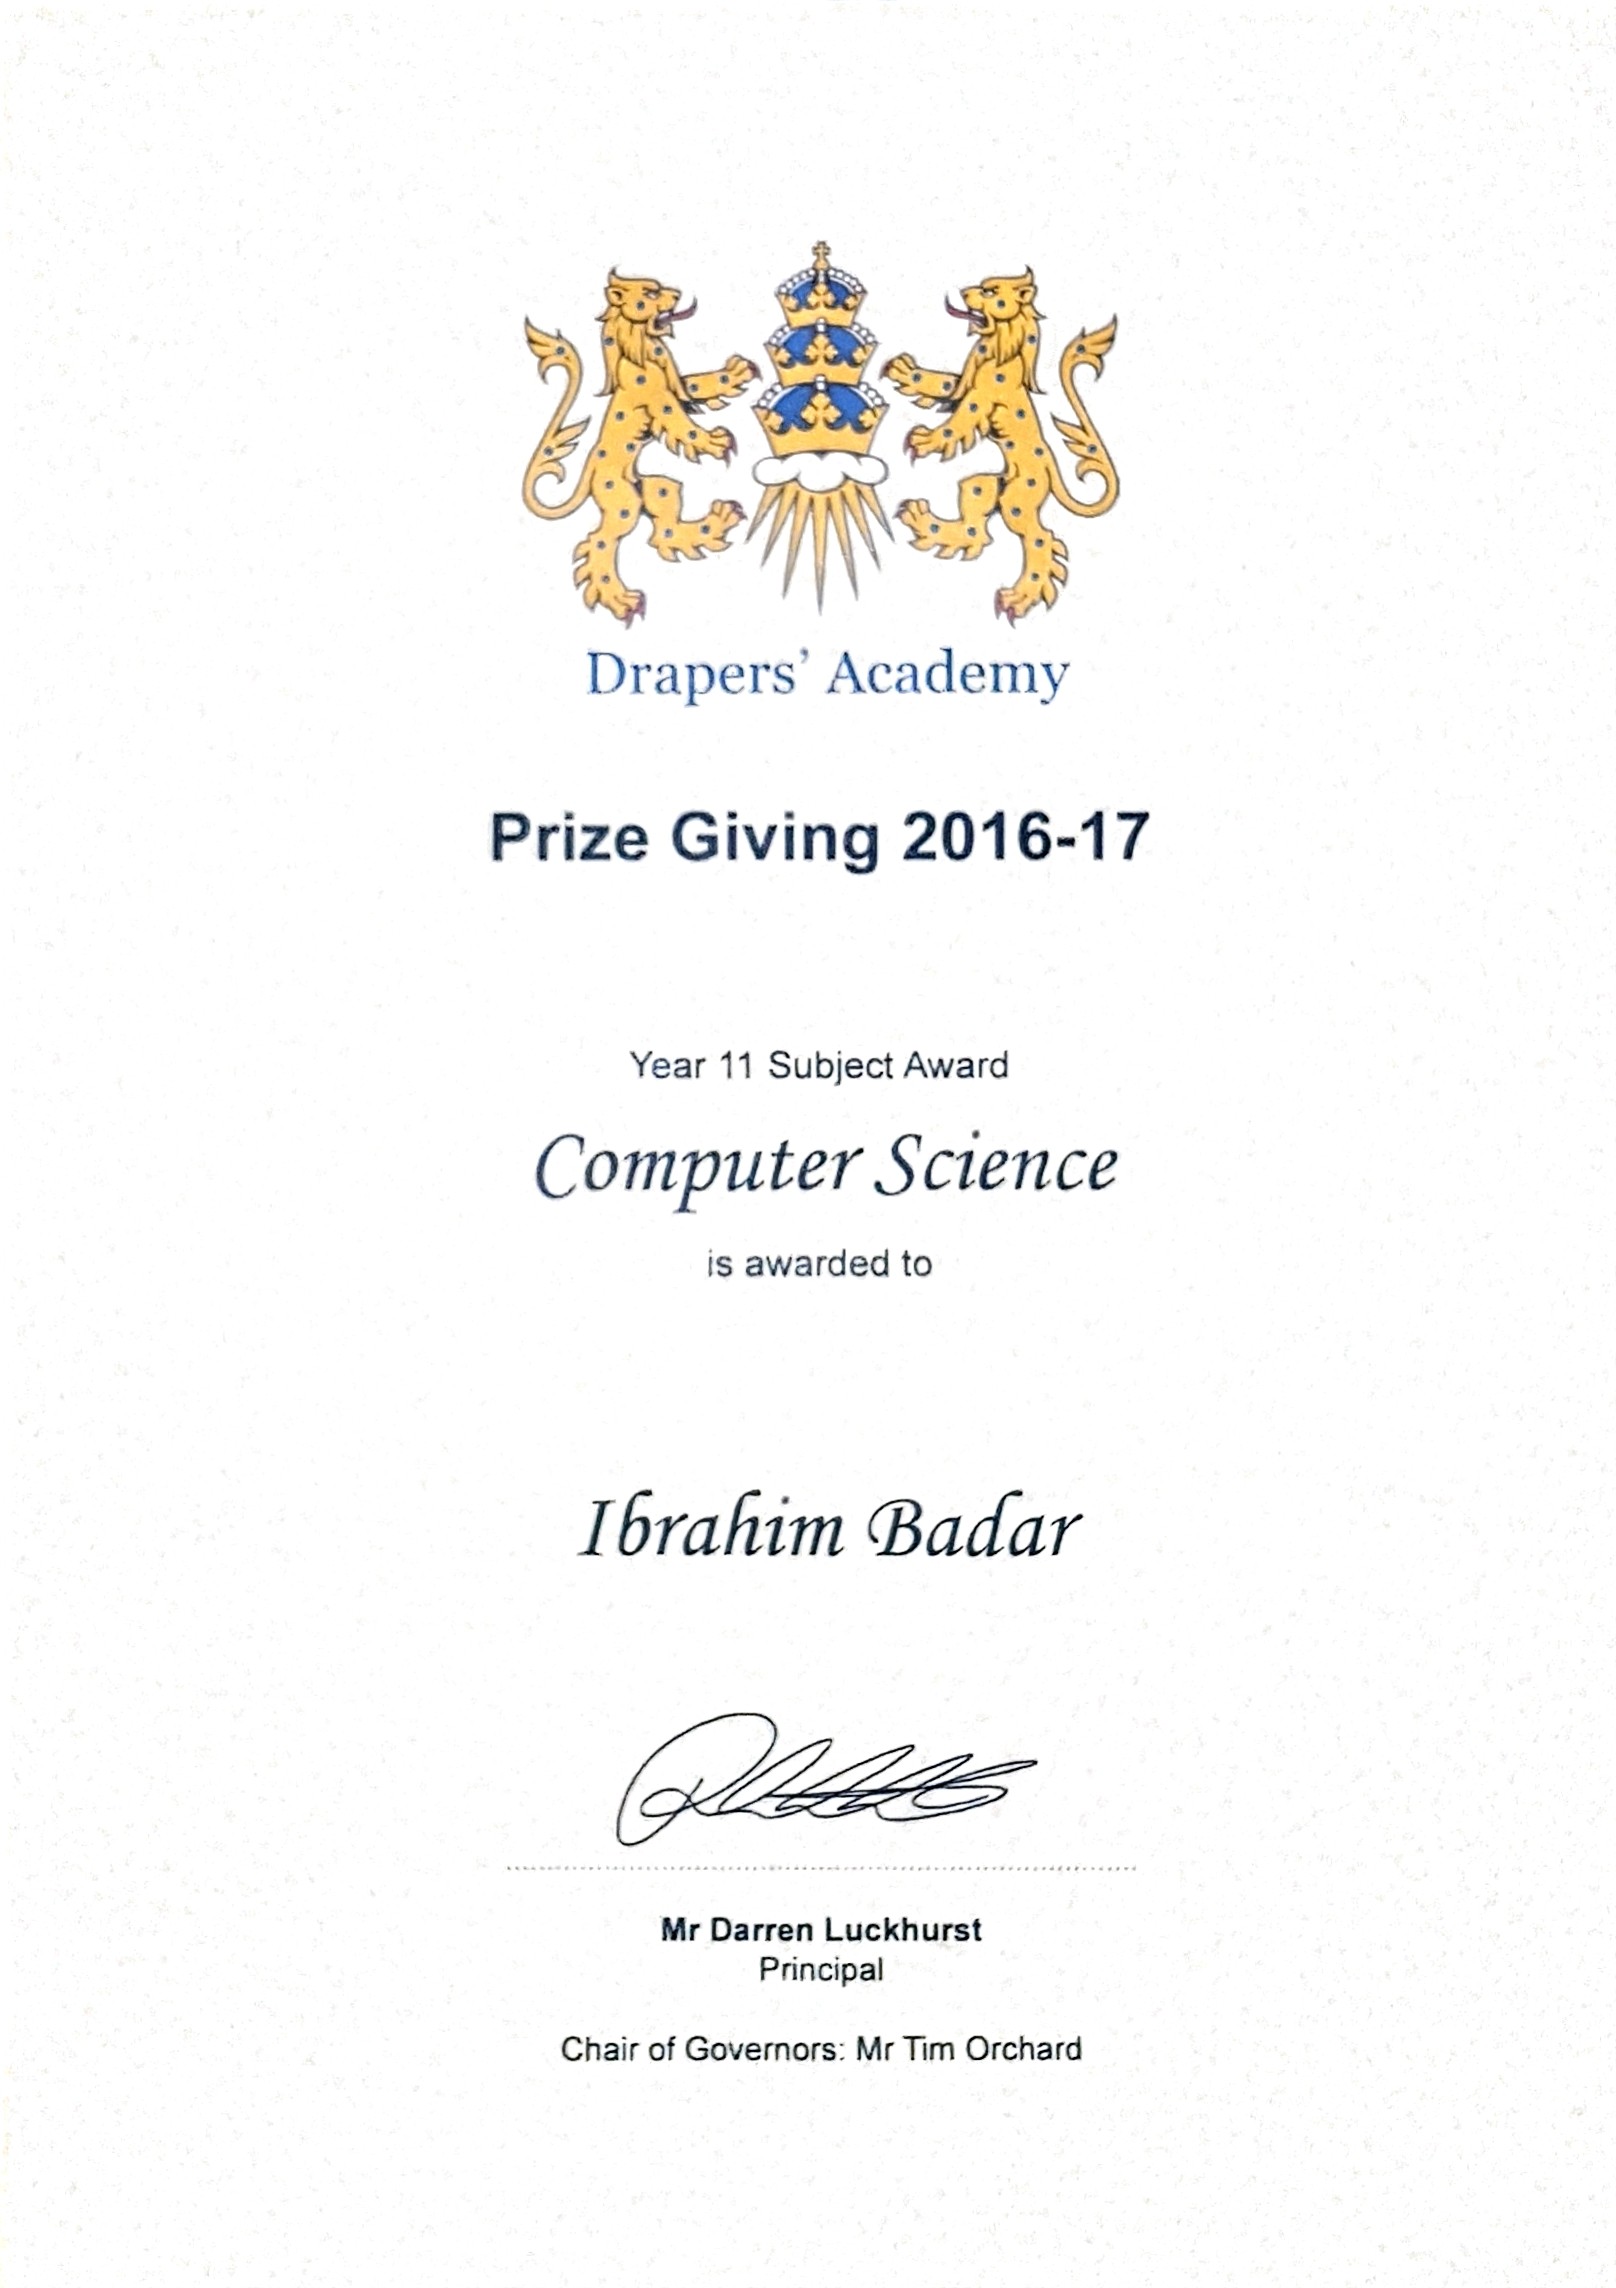 Drapers’ Academy
Prize Giving 2016-17
Year 11 Subject Award
Computer Science
is awarded to
Ibrahim Badar
Mr Darren Luckhurst
Principal
Chair of Governors: Mr Tim Orchard